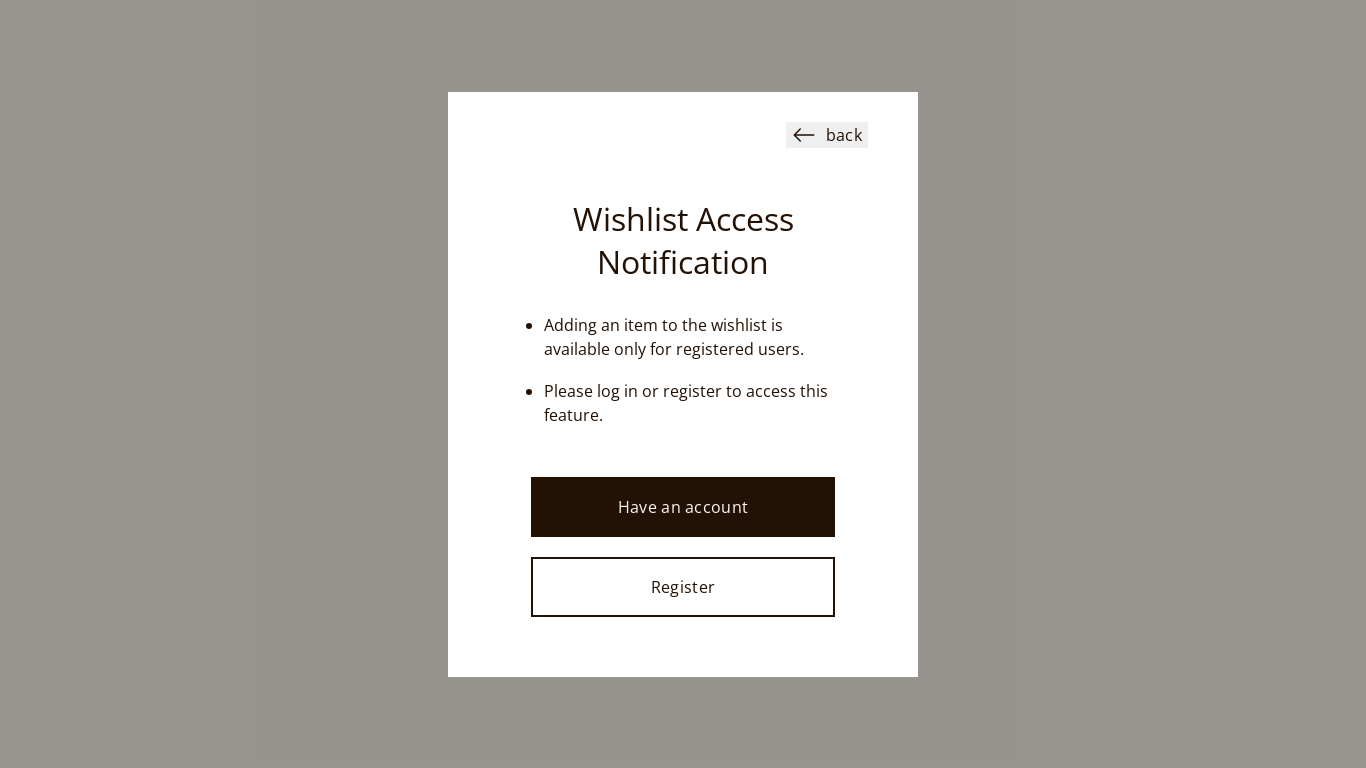 back
Wishlist Access
Notification
Adding an item to the wishlist is
available only for registered users.
Please log in or register to access this
feature.
Have an account
Register